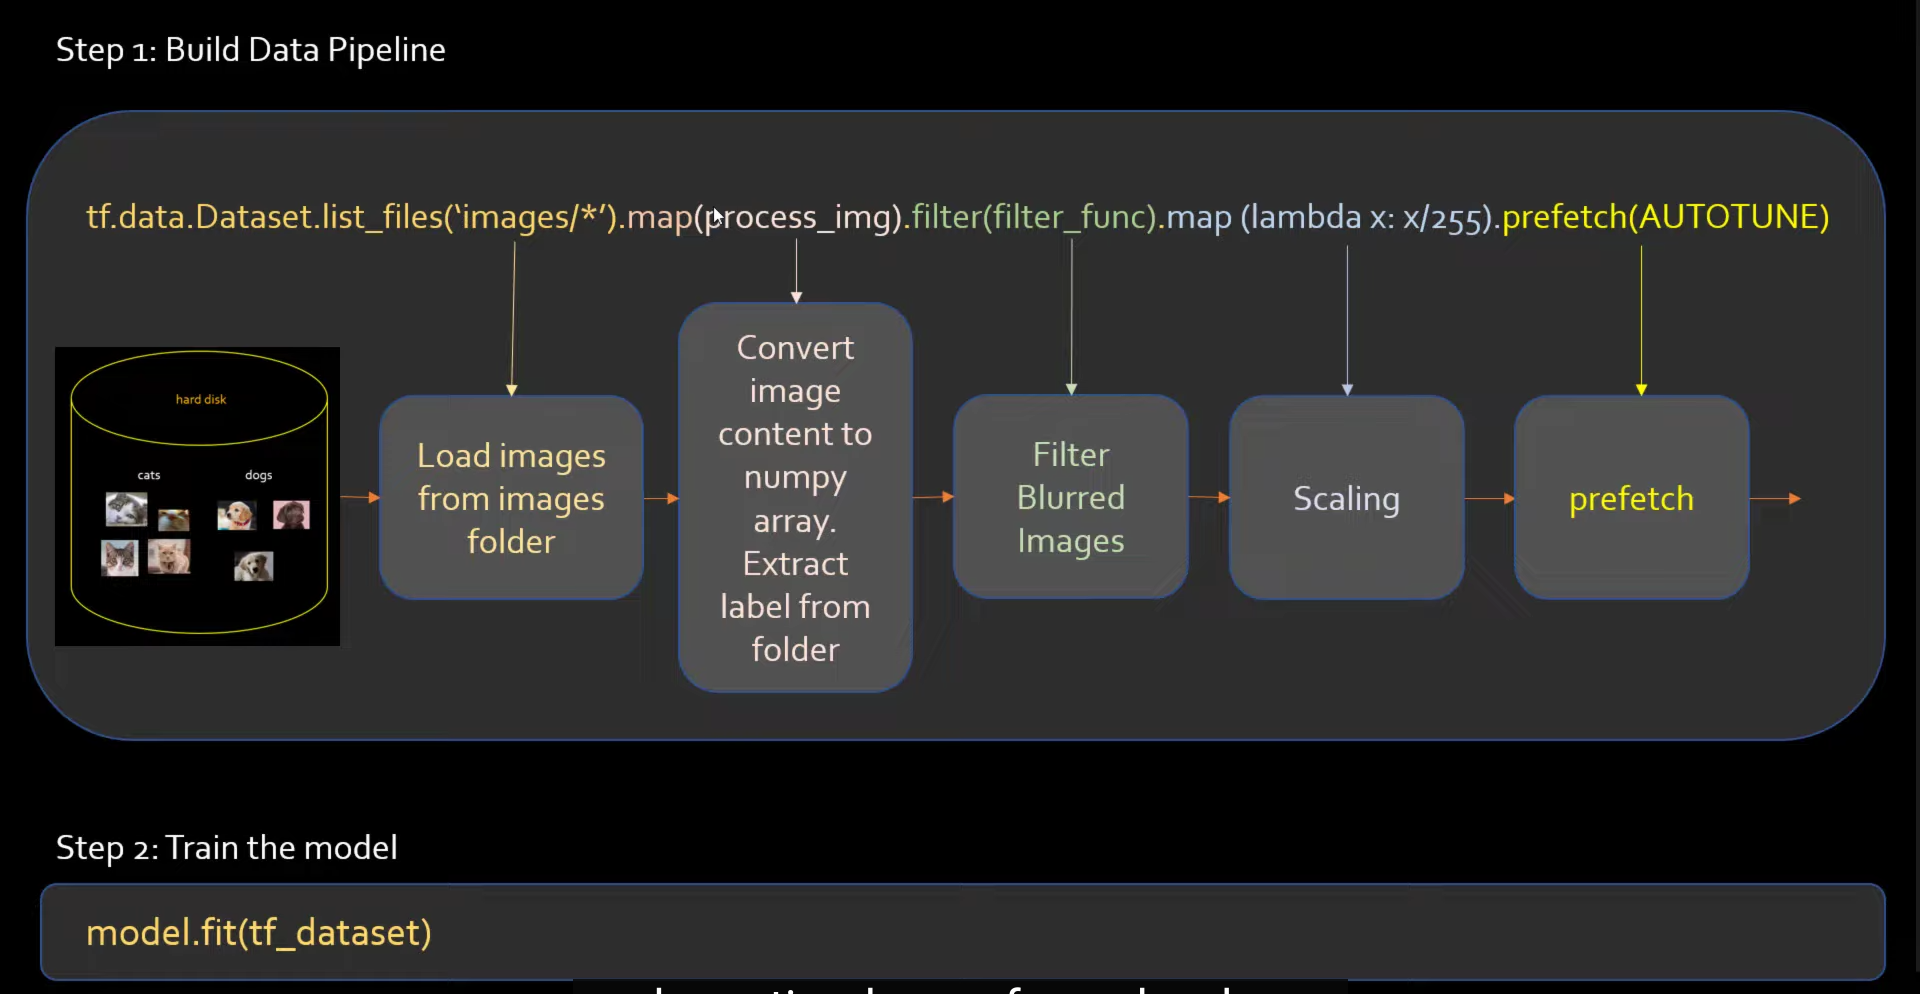 Step 1: Build Data Pipeline
tf.data.Dataset.list_files(‘images/*’).map(process_img).filter(filter_func).map (lambda x: x/255).prefetch(AUTOTUNE)
hard disk
cats
dogs
Load images
from images
folder
Convert
image
content to
numpy
array.
Extract
label from
folder
Filter
Blurred
Images
Scaling
prefetch
Step 2: Train the model
model.fit(tf_dataset)